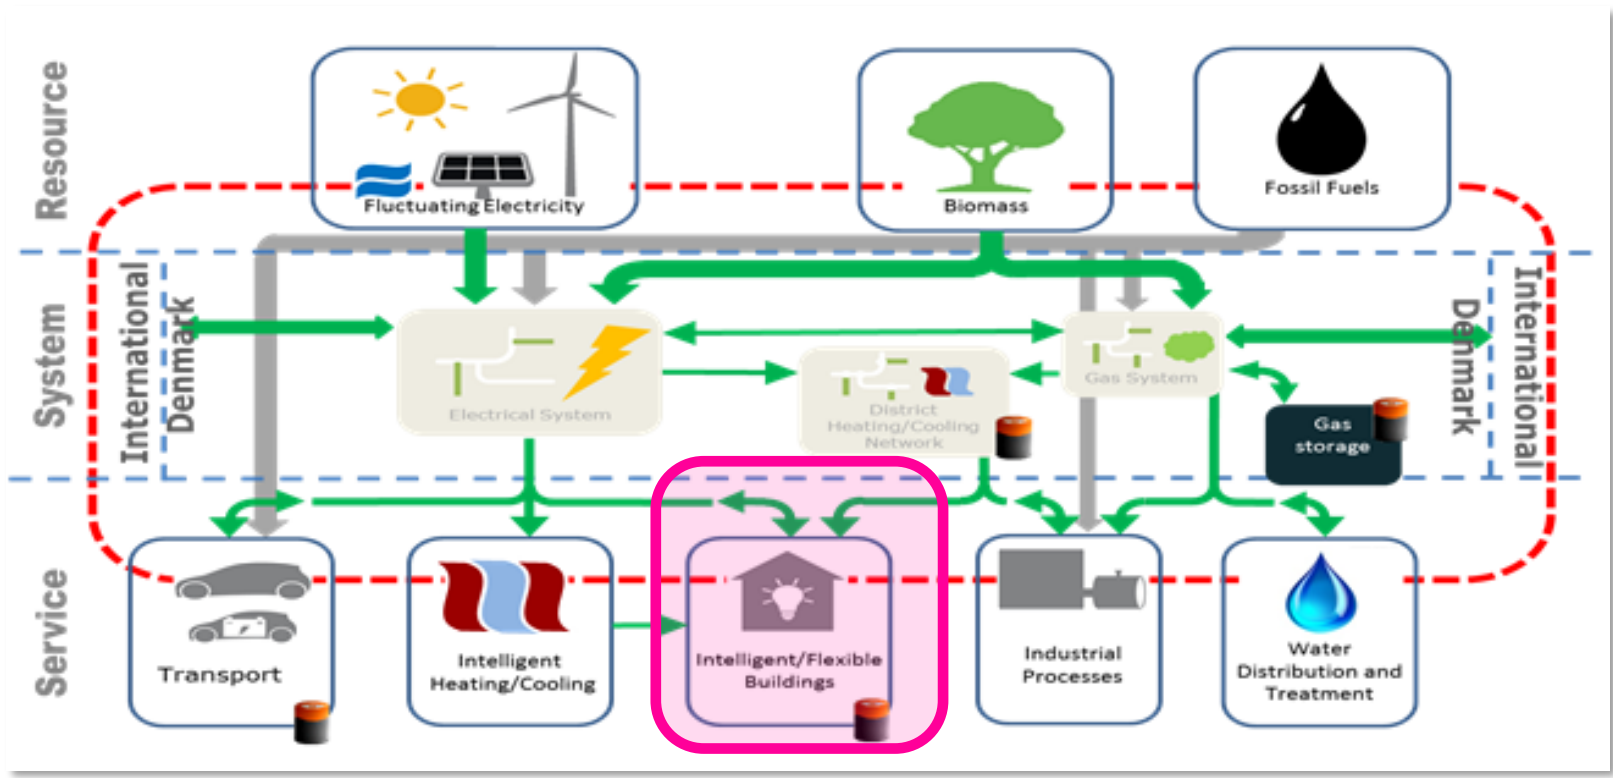 Resource
Fluctuating Electricity
Biomass
Fossil Fuels
System
International
Denmark
Electrical System
District
Heating/Cooling
Network
Gas System
Gas
storage
Denmark
International
Service
Transport
Intelligent
Heating/Cooling
Intelligent/Flexible
Buildings
Industrial
Processes
Water
Distribution and
Treatment